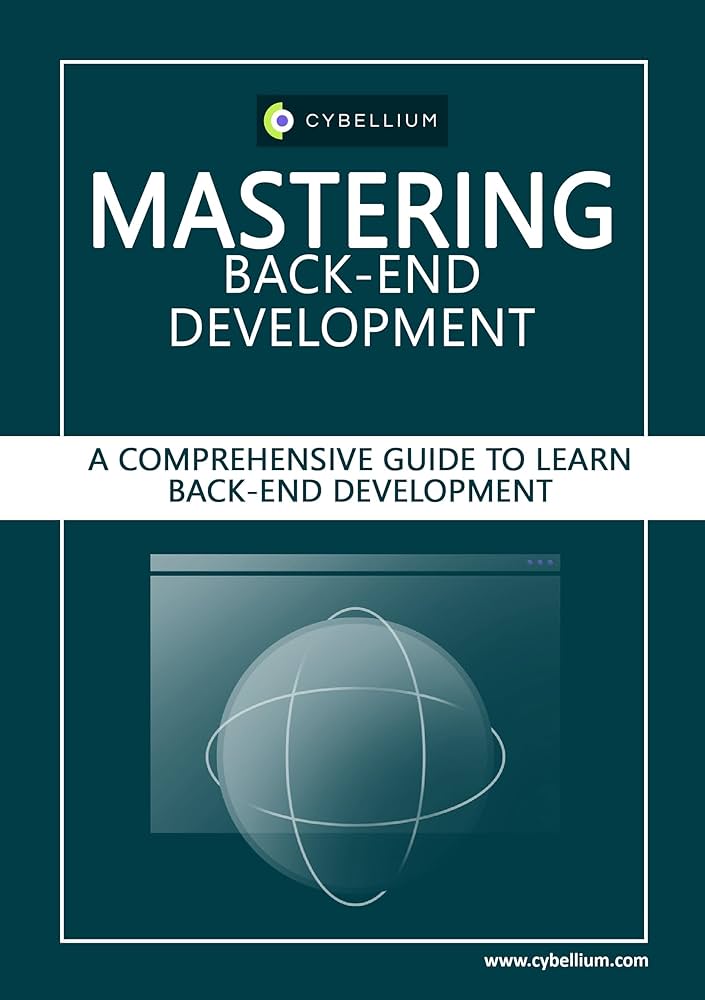 CYBELLIUM
MASTERING
BACK-END
DEVELOPMENT
A COMPREHENSIVE GUIDE TO LEARN
BACK-END DEVELOPMENT
www.cybellium.com